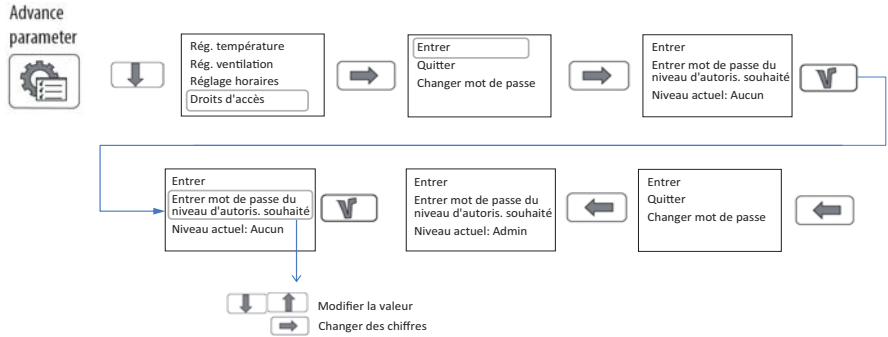 Advance
parameter
Rég. température
Rég. ventilation
Réglage horaires
Droits d'accès
Entrer
Quitter
Changer mot de passe
Entrer
Entrer mot de passe du
niveau d'autoris. souhaité
Niveau actuel: Aucun
Entrer
Entrer mot de passe du
niveau d'autoris. souhaité
Niveau actuel: Aucun
Entrer
Entrer mot de passe du
niveau d'autoris. souhaité
Niveau actuel: Admin
Entrer
Quitter
Changer mot de passe
Modifier la valeur
Changer des chiffres